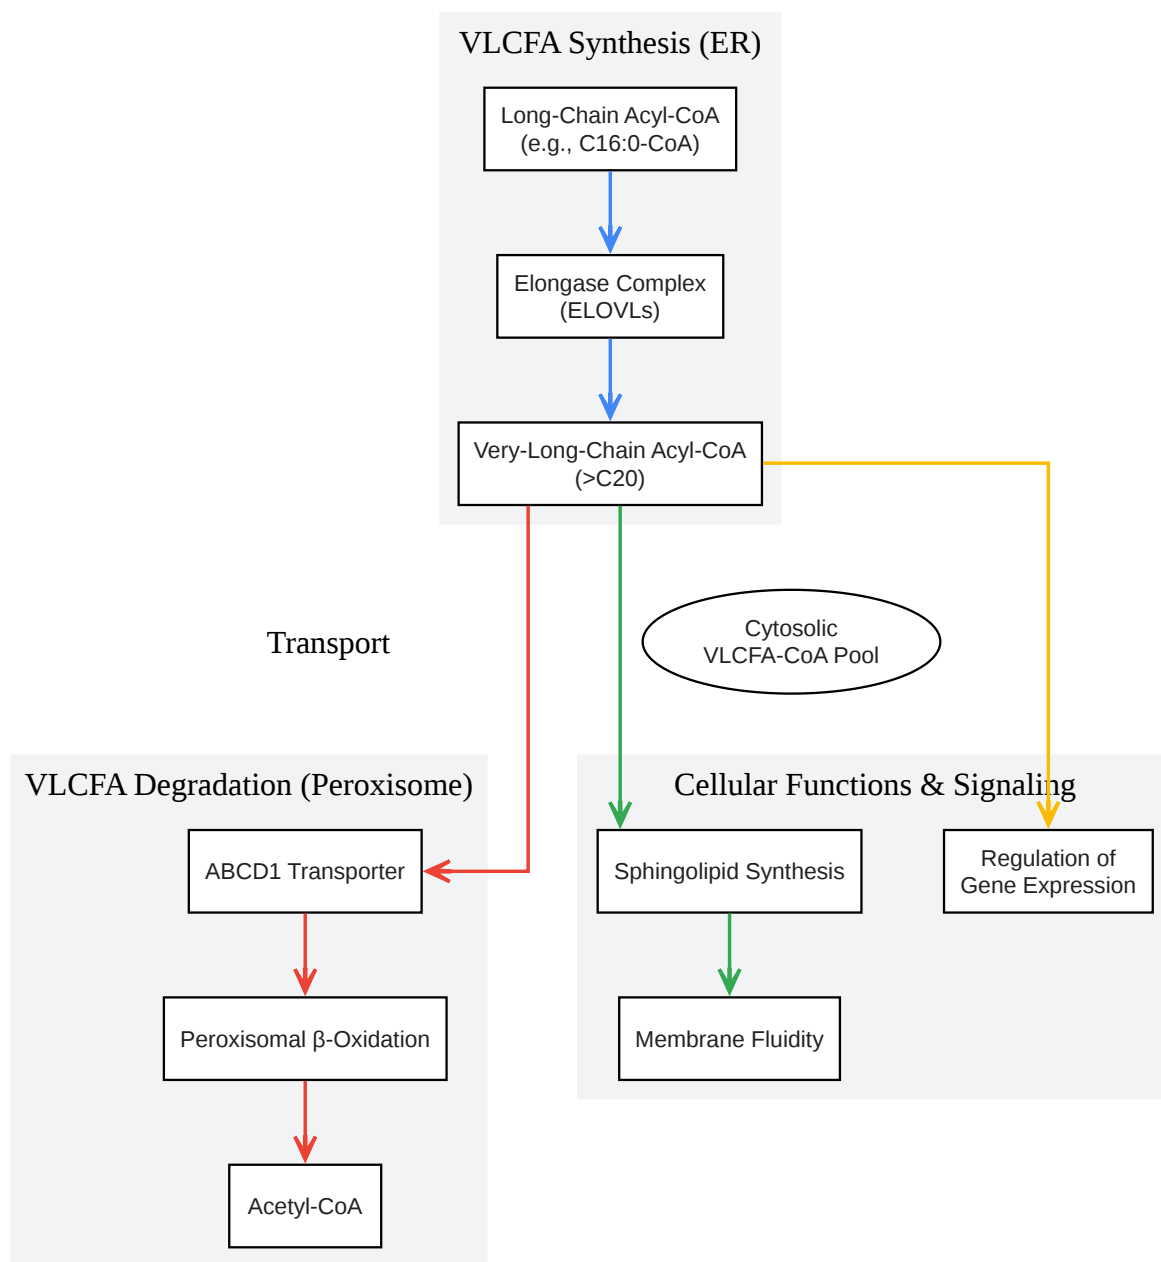 VLCFA Synthesis (ER)
Long-Chain Acyl-CoA
(e.g., C16:0-CoA)
Elongase Complex
(ELOVLs)
Very-Long-Chain Acyl-CoA
(>C20)
Transport
Cytosolic
VLCFA-CoA Pool
VLCFA Degradation (Peroxisome)
ABCD1 Transporter
Peroxisomal β-Oxidation
Acetyl-CoA
Cellular Functions & Signaling
Sphingolipid Synthesis
Regulation of
Gene Expression
Membrane Fluidity